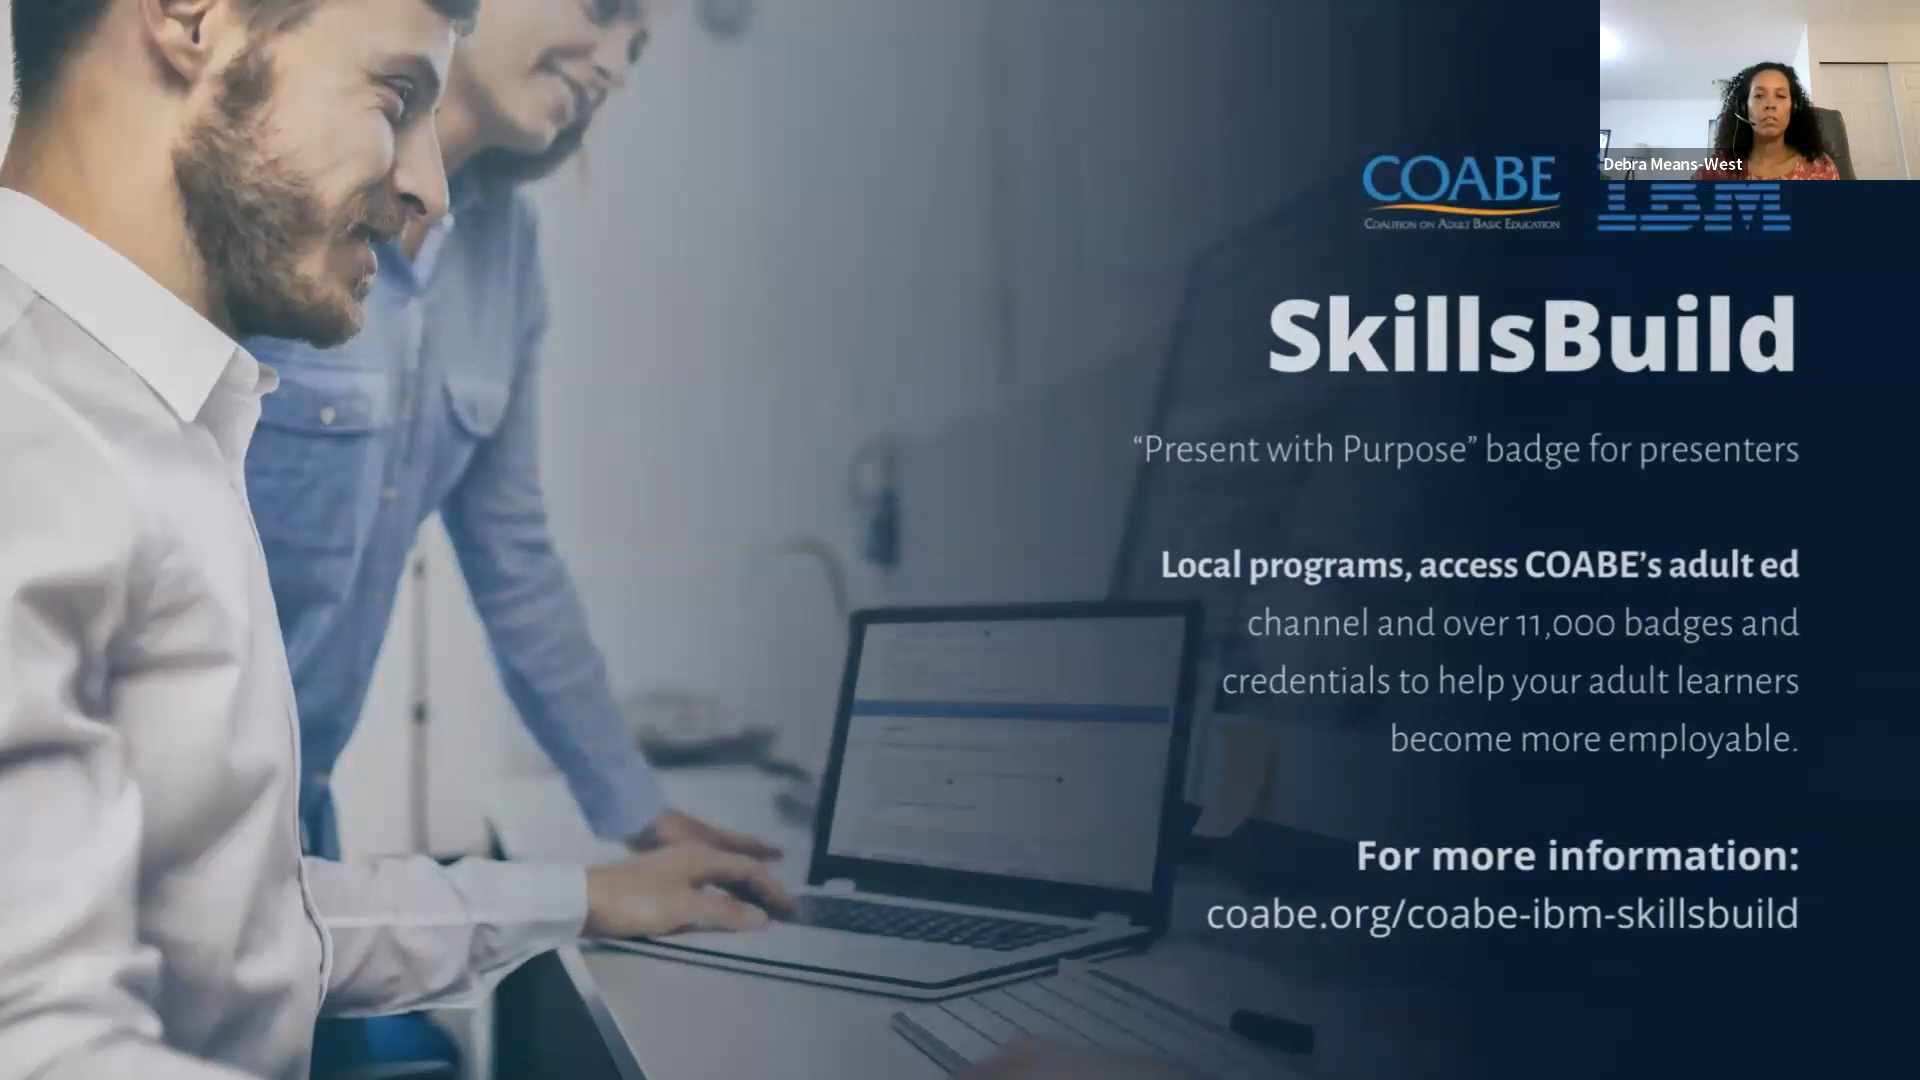 Debra Means-West
COABE
COALITION ON ADULT BASIC EDUCATION
IBM
SkillsBuild
“Present with Purpose” badge for presenters
Local programs, access COABE’s adult ed
channel and over 11,000 badges and
credentials to help your adult learners
become more employable.
For more information:
coabe.org/coabe-ibm-skillsbuild